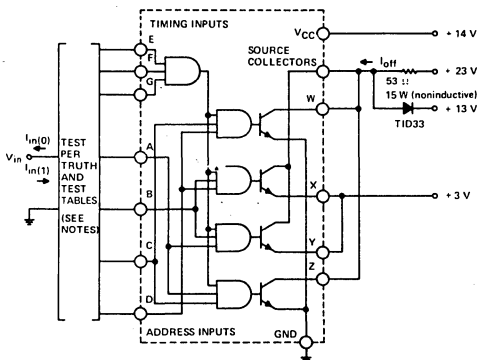 TIMING INPUTS
E
F
G
VCC
+ 14 V
SOURCE
COLLECTORS
Ioff
+ 23 V
53 Ω
15 W (noninductive)
+ 13 V
TID33
W
Iin(0)
Vin
Iin(1)
TEST
PER
TRUTH
AND
TEST
TABLES
(SEE
NOTES)
A
B
C
D
X
+ 3 V
Y
Z
ADDRESS INPUTS
GND